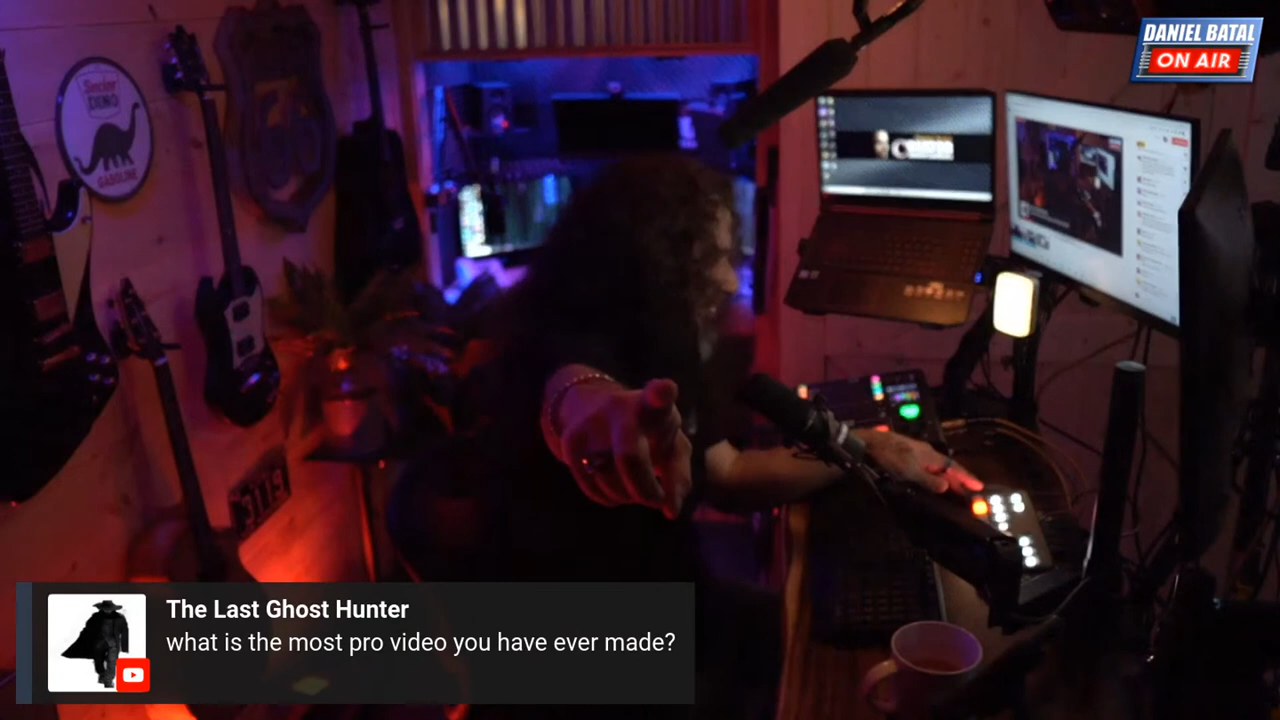 DANIEL BATAL
ON AIR
Sinclair
DINO
GASOLINE
3119
The Last Ghost Hunter
what is the most pro video you have ever made?